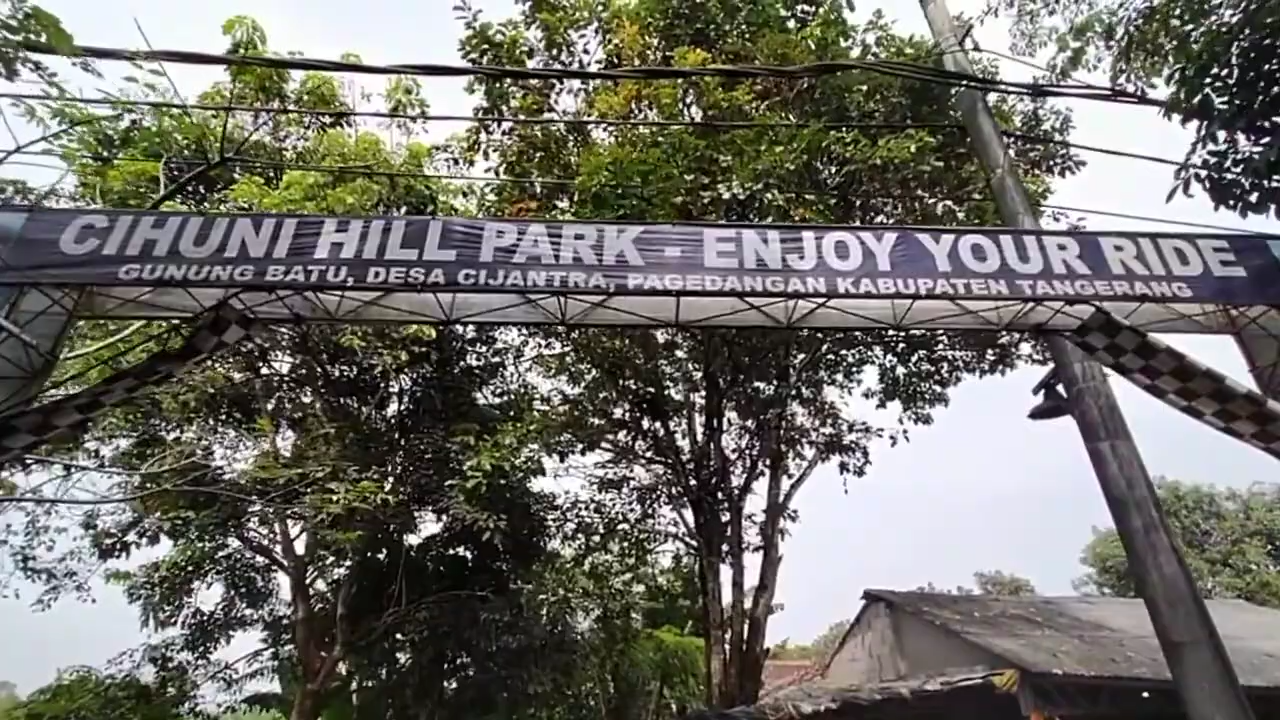 CIHUNI HILL PARK - ENJOY YOUR RIDE
GUNUNG BATU, DESA CIJANTRA, PAGEDANGAN KABUPATEN TANGERANG